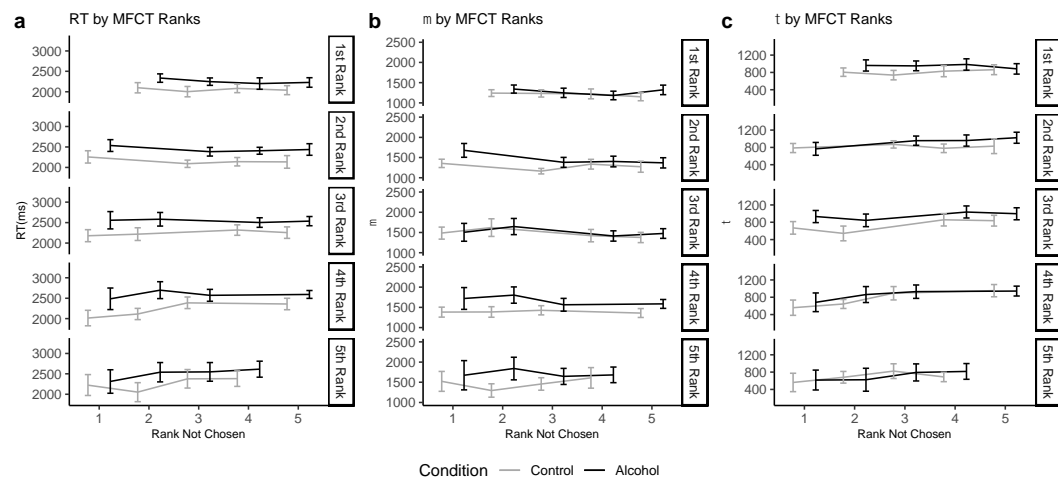 a RT by MFCT Ranks
b m by MFCT Ranks
c t by MFCT Ranks
RT(ms)
3000
2500
2000
1st Rank
3000
2500
2000
2nd Rank
3000
2500
2000
3rd Rank
3000
2500
2000
4th Rank
3000
2500
2000
5th Rank
1 2 3 4 5
Rank Not Chosen
m
2500
2000
1500
1000
1st Rank
2000
1500
1000
2nd Rank
2000
1500
1000
3rd Rank
2500
2000
1500
1000
4th Rank
2500
2000
1500
1000
5th Rank
1 2 3 4 5
Rank Not Chosen
t
1200
800
400
1st Rank
1200
800
400
2nd Rank
1200
800
400
3rd Rank
1200
800
400
4th Rank
1200
800
400
5th Rank
1 2 3 4 5
Rank Not Chosen
Condition Control Alcohol